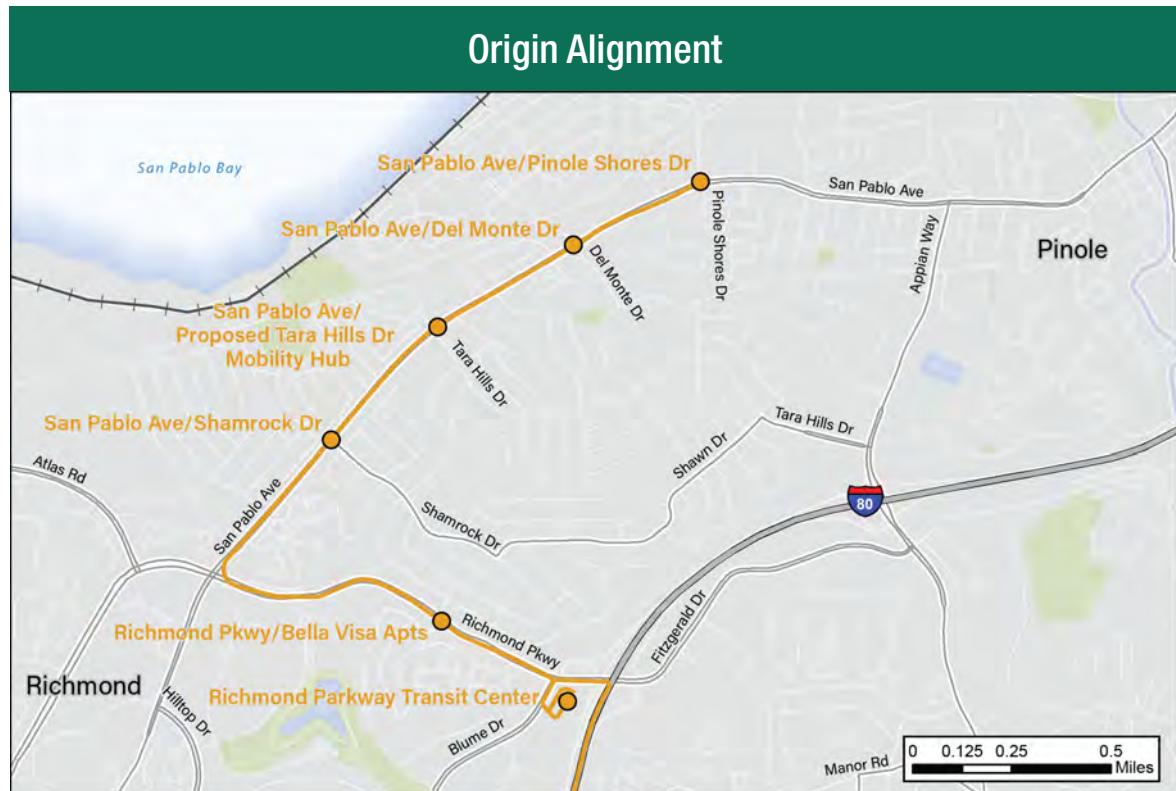 Origin Alignment
San Pablo Bay
San Pablo Ave/Pinole Shores Dr
San Pablo Ave
Pinole Shores Dr
Appian Way
Pinole
San Pablo Ave/Del Monte Dr
Del Monte Dr
San Pablo Ave/
Proposed Tara Hills Dr
Mobility Hub
Tara Hills Dr
San Pablo Ave/Shamrock Dr
Tara Hills Dr
Shawn Dr
Atlas Rd
San Pablo Ave
Shamrock Dr
80
Fitzgerald Dr
Richmond Pkwy/Bella Visa Apts
Richmond Pkwy
Richmond
Hilltop Dr
Richmond Parkway Transit Center
Blume Dr
Manor Rd
0 0.125 0.25 0.5
Miles